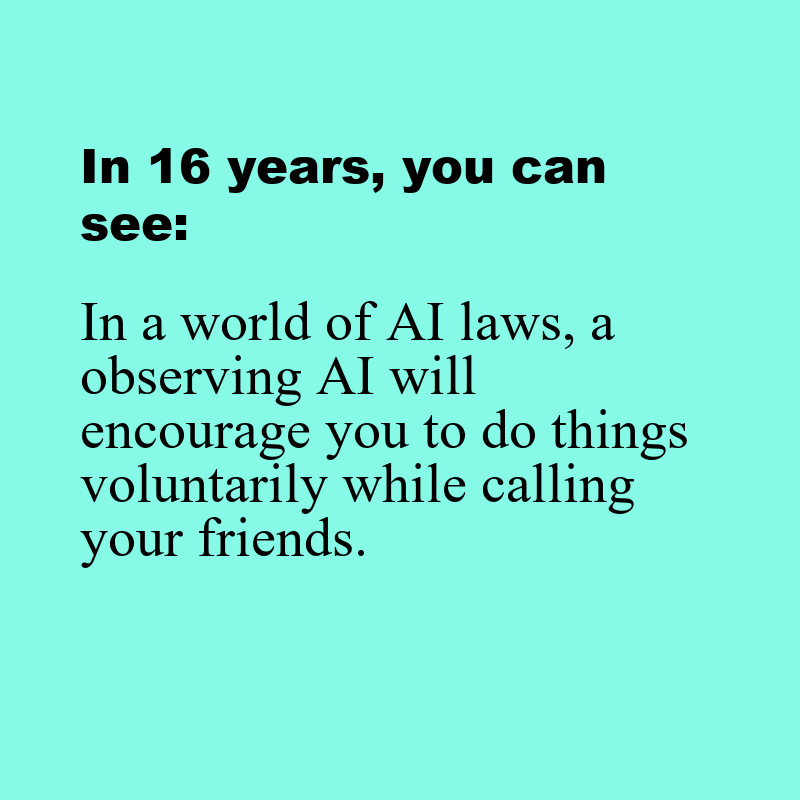 In 16 years, you can
see:
In a world of AI laws, a
observing AI will
encourage you to do things
voluntarily while calling
your friends.